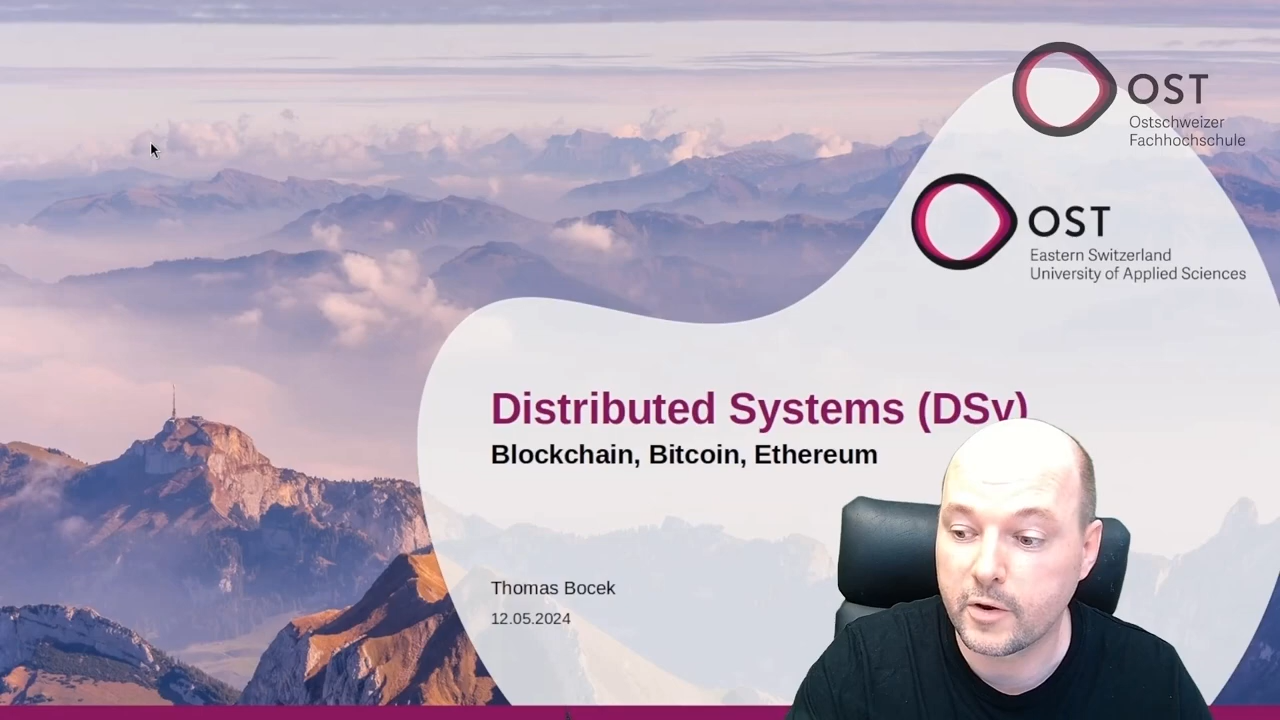 OST
Ostschweizer
Fachhochschule
OST
Eastern Switzerland
University of Applied Sciences
Distributed Systems (DSy)
Blockchain, Bitcoin, Ethereum
Thomas Bocek
12.05.2024